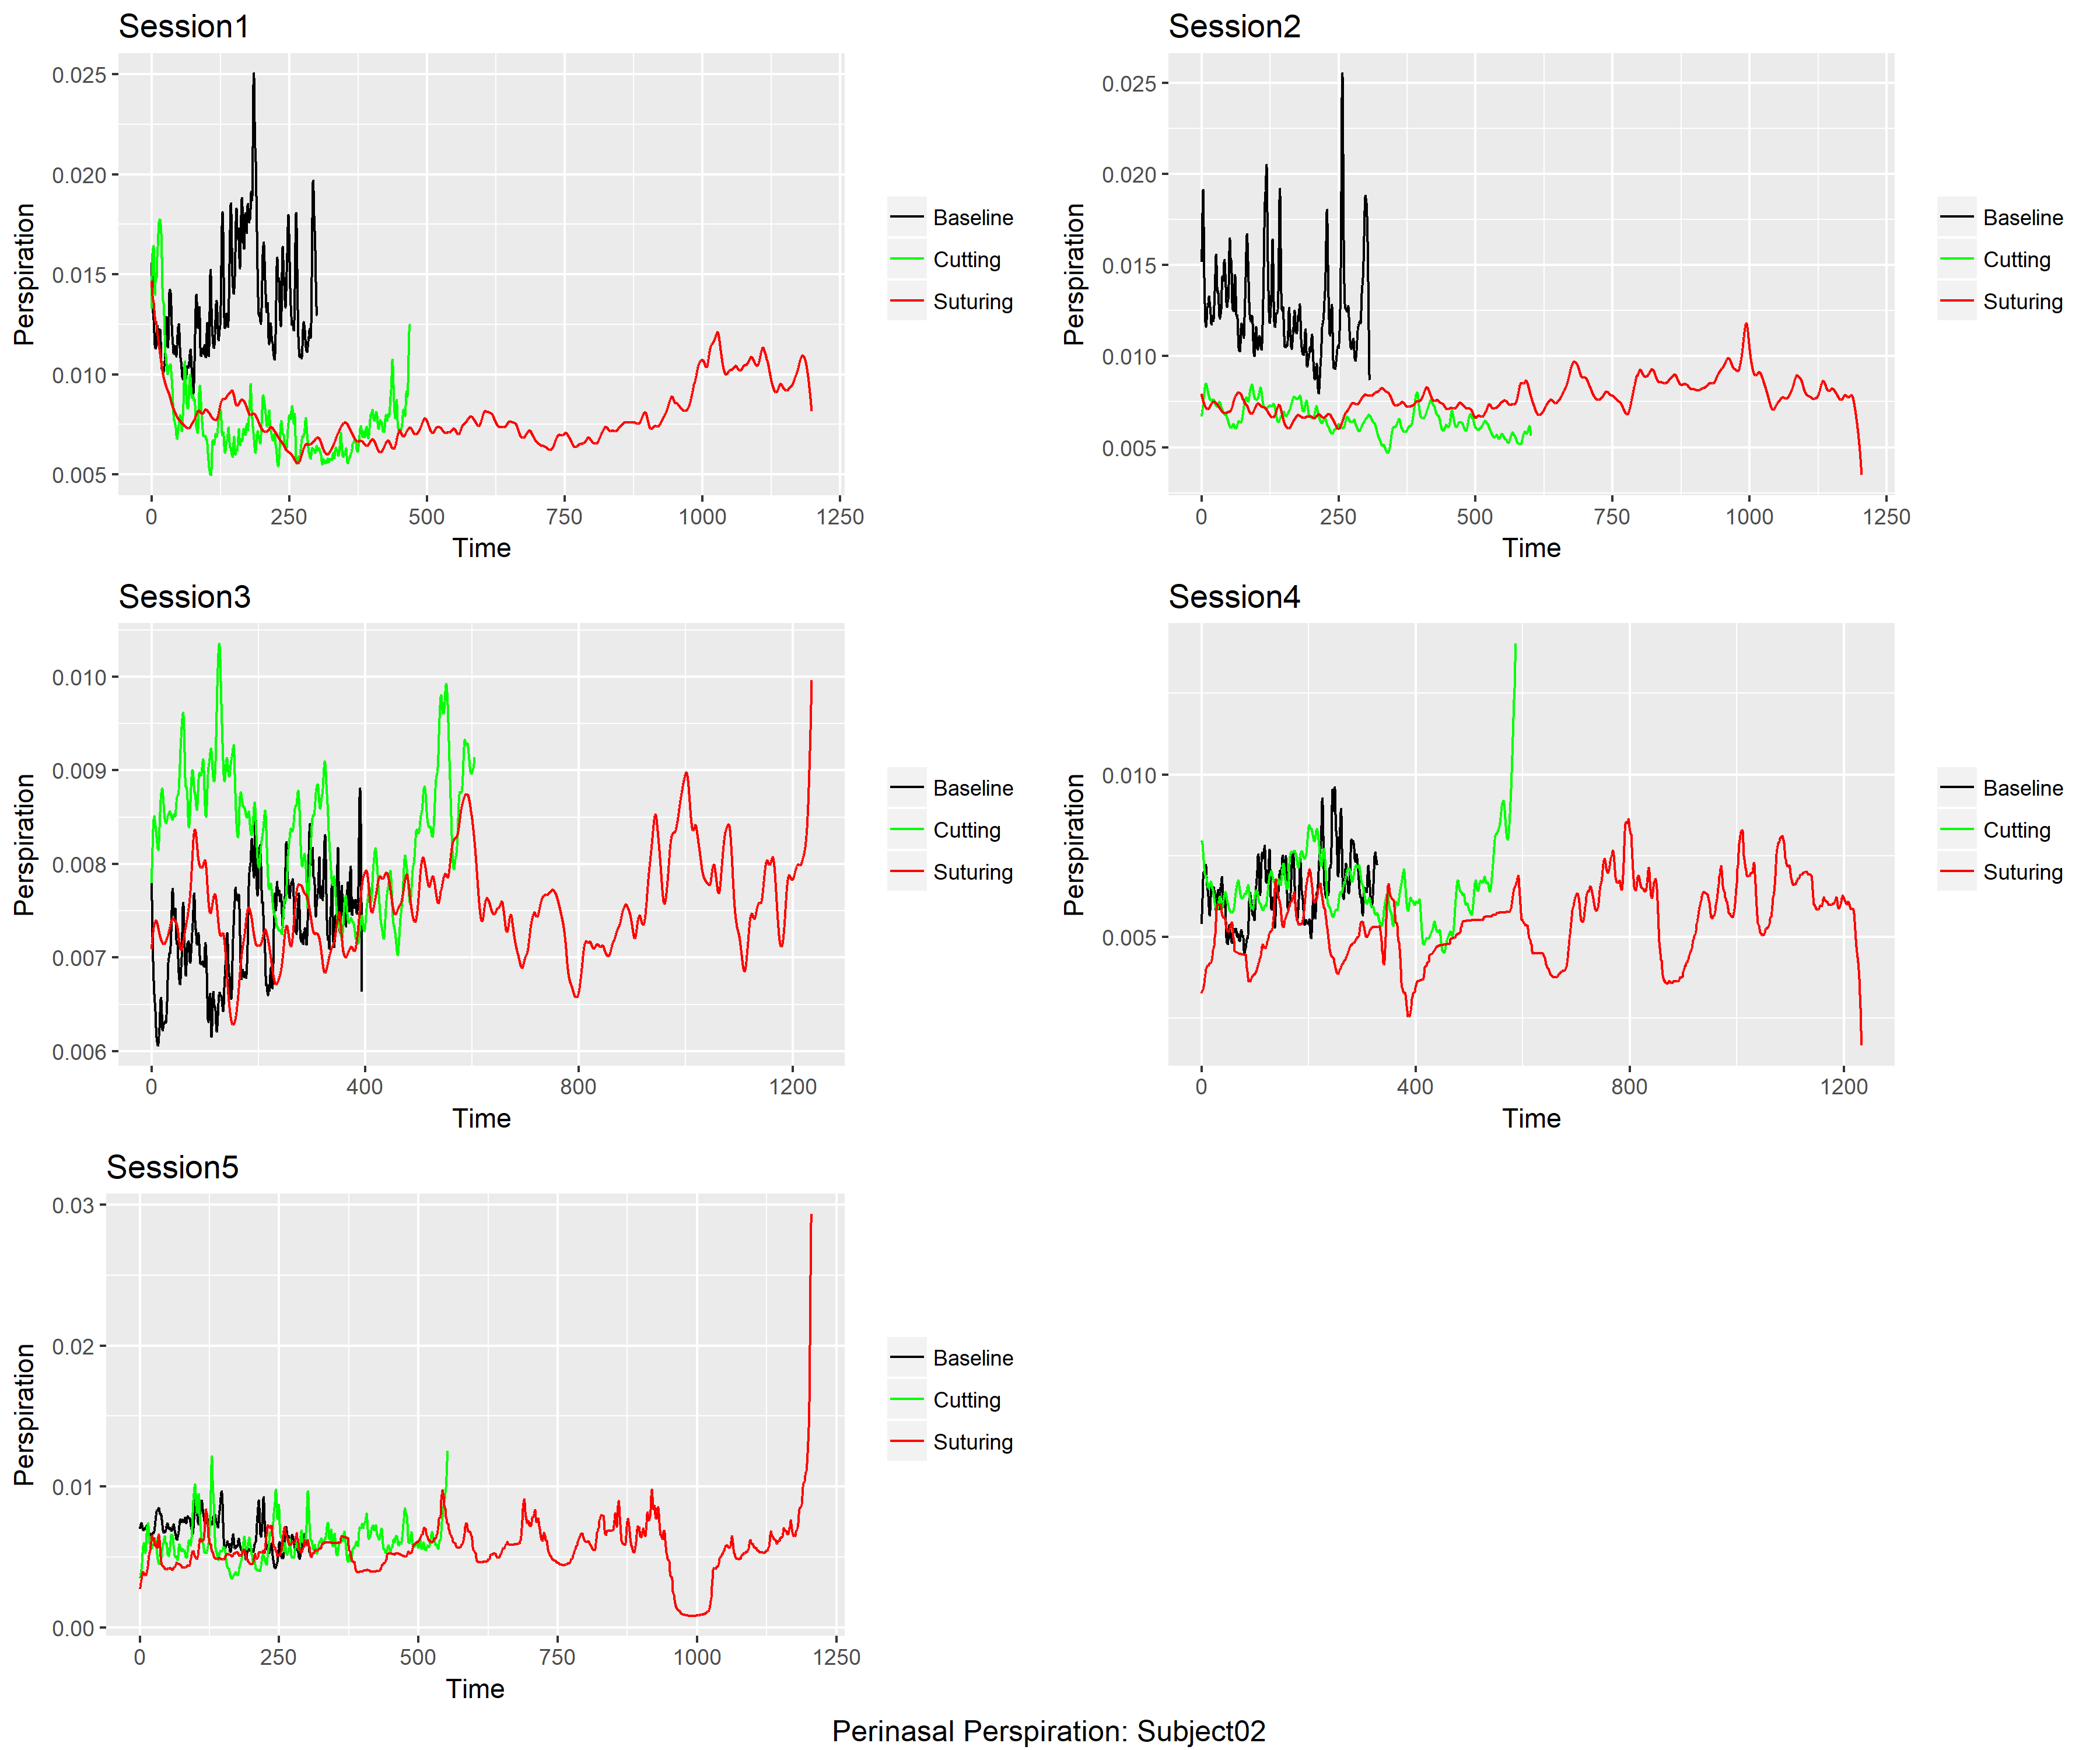 Session1
Perspiration
0.025
0.020
0.015
0.010
0.005
0 250 500 750 1000 1250
Time
Baseline
Cutting
Suturing
Session2
Perspiration
0.025
0.020
0.015
0.010
0.005
0 250 500 750 1000 1250
Time
Baseline
Cutting
Suturing
Session3
Perspiration
0.010
0.009
0.008
0.007
0.006
0 400 800 1200
Time
Baseline
Cutting
Suturing
Session4
Perspiration
0.010
0.005
0 400 800 1200
Time
Baseline
Cutting
Suturing
Session5
Perspiration
0.03
0.02
0.01
0.00
0 250 500 750 1000 1250
Time
Baseline
Cutting
Suturing
Perinasal Perspiration: Subject02